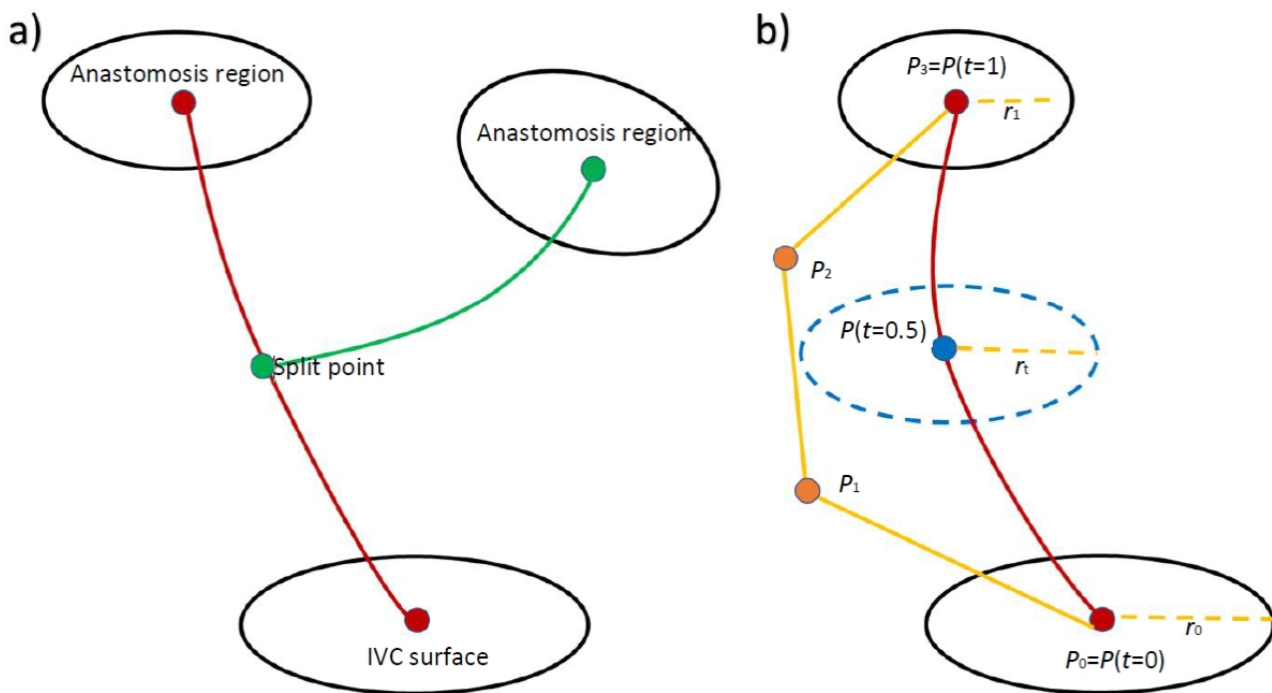 a)
Anastomosis region
Anastomosis region
Split point
IVC surface
b)
P₃=P(t=1)
r₁
P₂
P(t=0.5)
rₜ
P₁
r₀
P₀=P(t=0)